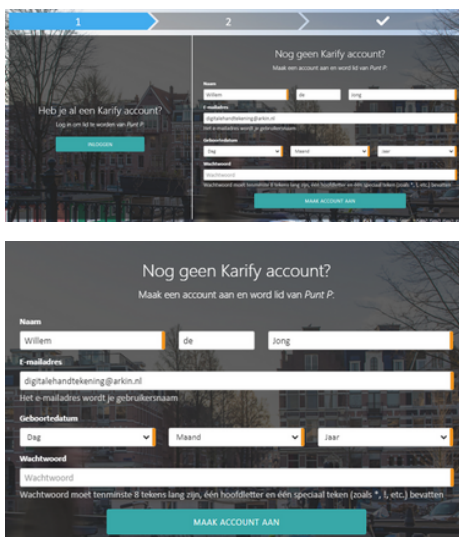 1 2
Nog geen Karify account?
Maak een account aan en word lid van Punt P.
Heb je al een Karify account?
Log in om lid te worden van Punt P.
INLOGGEN
Naam
Willem de Jong
E-mailadres
digitalehandtekening@arkin.nl
Het e-mailadres wordt je gebruikersnaam
Geboortedatum
Dag Maand Jaar
Wachtwoord
Wachtwoord
Wachtwoord moet tenminste 8 tekens lang zijn, één hoofdletter en één speciaal teken (zoals *, !, etc.) bevatten
MAAK ACCOUNT AAN
Nog geen Karify account?
Maak een account aan en word lid van Punt P.
Naam
Willem de Jong
E-mailadres
digitalehandtekening@arkin.nl
Het e-mailadres wordt je gebruikersnaam
Geboortedatum
Dag Maand Jaar
Wachtwoord
Wachtwoord
Wachtwoord moet tenminste 8 tekens lang zijn, één hoofdletter en één speciaal teken (zoals *, !, etc.) bevatten
MAAK ACCOUNT AAN